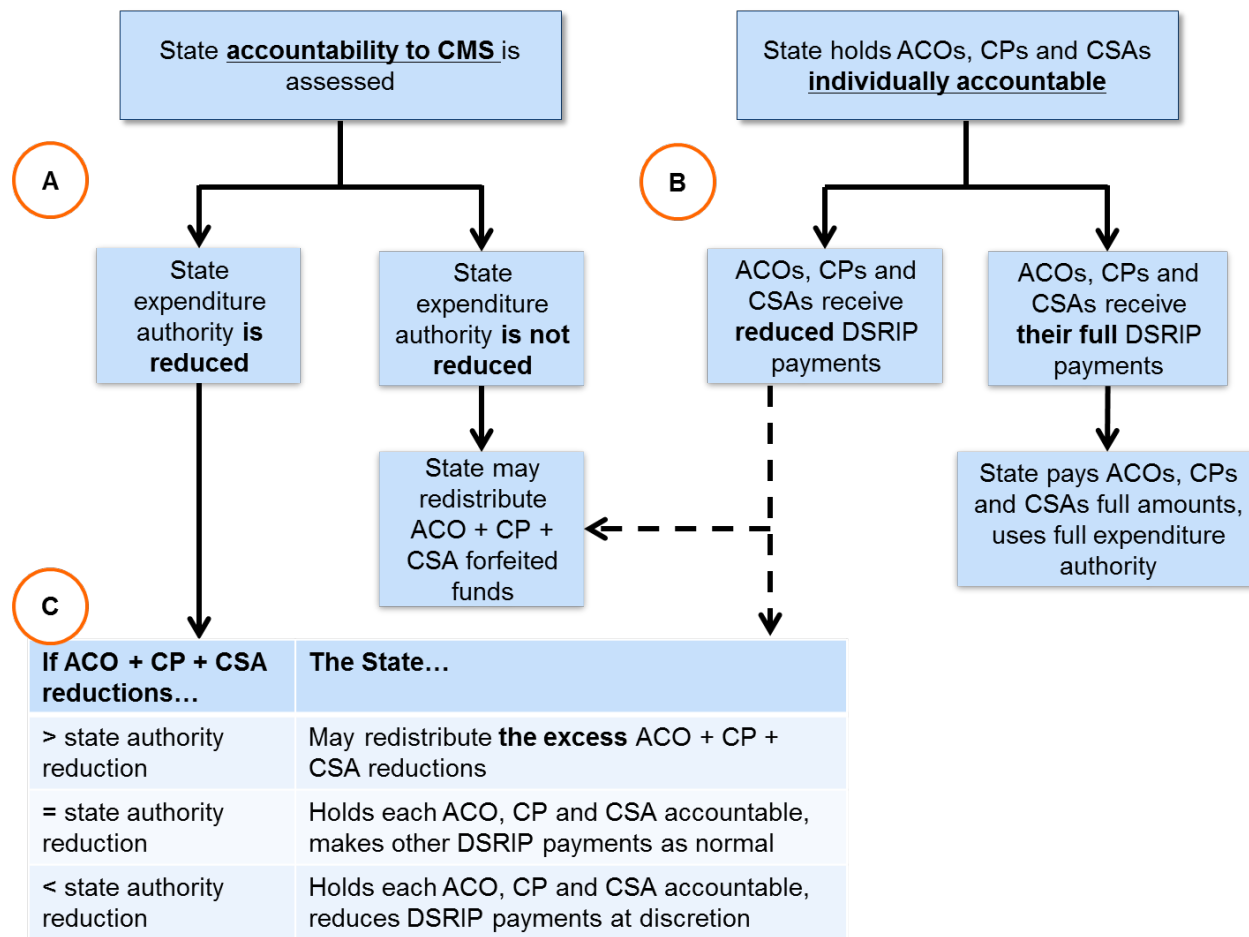 State accountability to CMS is
assessed
State holds ACOs, CPs and CSAs
individually accountable
A
B
State
expenditure
authority is
reduced
State
expenditure
authority is not
reduced
ACOs, CPs and
CSAs receive
reduced DSRIP
payments
ACOs, CPs and
CSAs receive
their full DSRIP
payments
State may
redistribute
ACO + CP +
CSA forfeited
funds
State pays ACOs, CPs
and CSAs full amounts,
uses full expenditure
authority
C
If ACO + CP + CSA
reductions…
The State…
> state authority
reduction
May redistribute the excess ACO + CP +
CSA reductions
= state authority
reduction
Holds each ACO, CP and CSA accountable,
makes other DSRIP payments as normal
< state authority
reduction
Holds each ACO, CP and CSA accountable,
reduces DSRIP payments at discretion